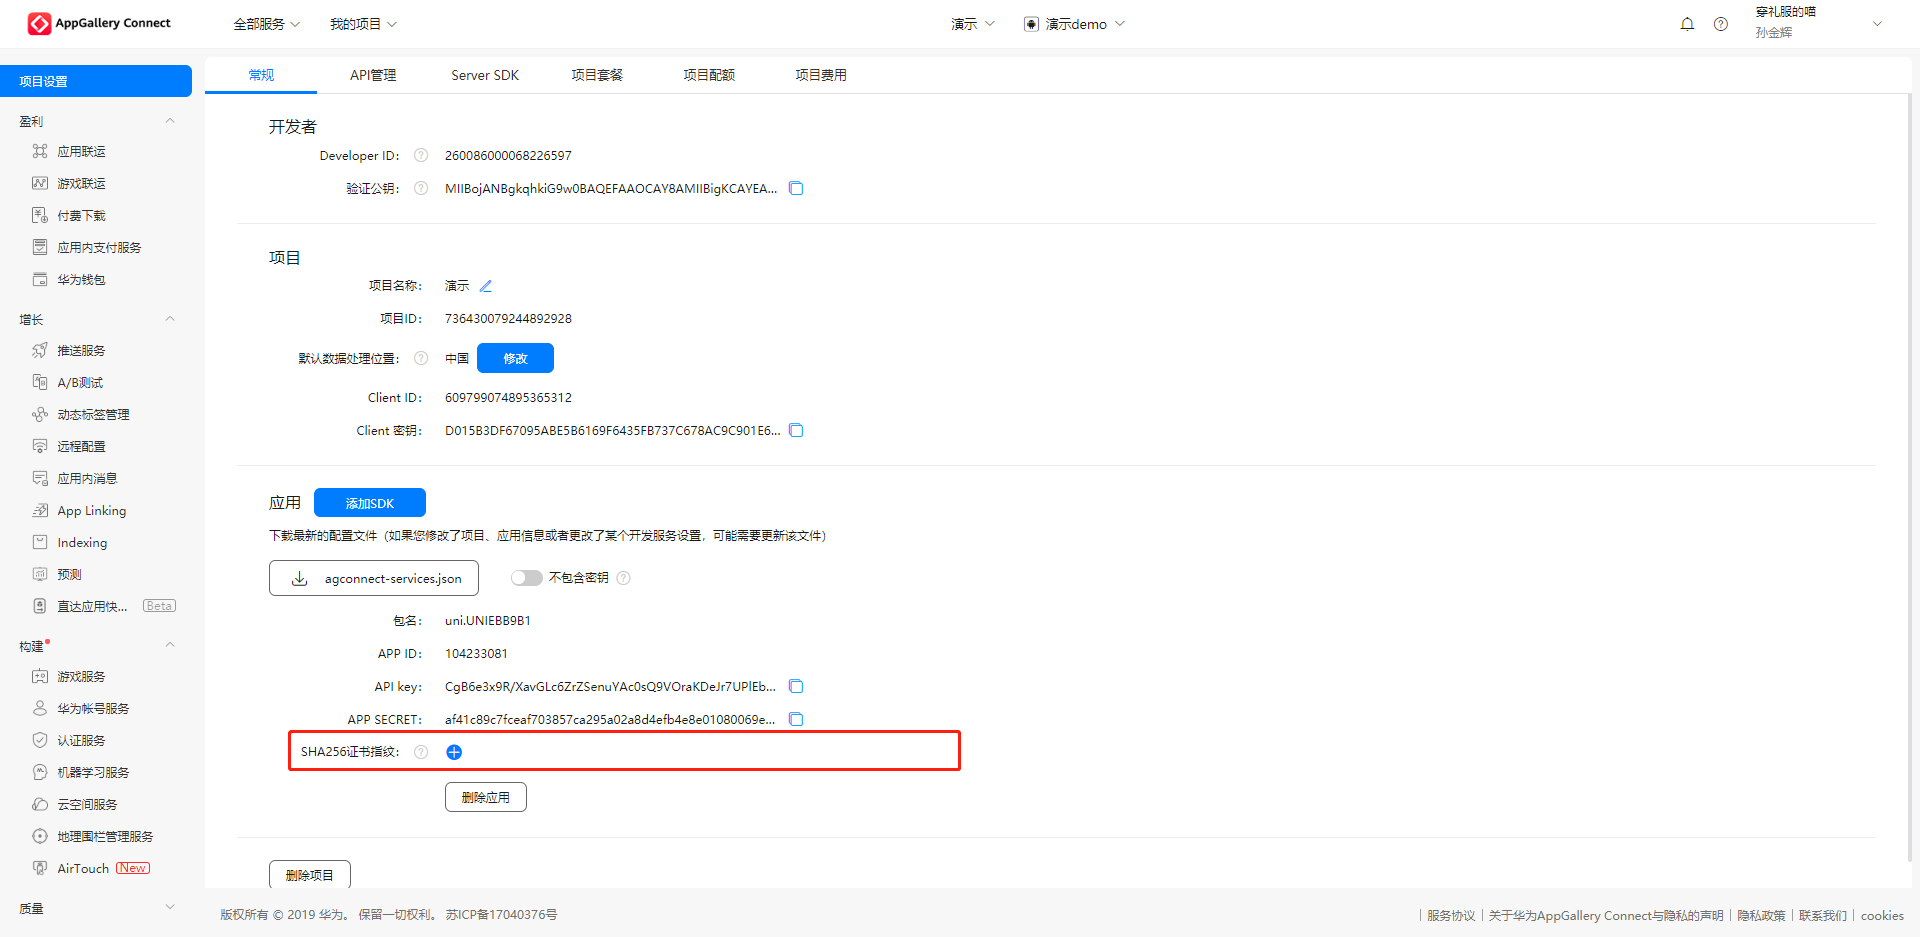 AppGallery Connect
全部服务
我的项目
演示
演示demo
穿礼服的喵
孙金辉
项目设置
盈利
应用联运
游戏联运
付费下载
应用内支付服务
华为钱包
增长
推送服务
A/B测试
动态标签管理
远程配置
应用内消息
App Linking
Indexing
预测
直达应用快... Beta
构建
游戏服务
华为帐号服务
认证服务
机器学习服务
云空间服务
地理围栏管理服务
AirTouch New
质量
常规 API管理 Server SDK 项目套餐 项目配额 项目费用
开发者
Developer ID: ? 260086000068226597
验证公钥: ? MIIBojANBgkqhkiG9w0BAQEFAAOCAY8AMIIBigKCAYEA...
项目
项目名称: 演示
项目ID: 736430079244892928
默认数据处理位置: ? 中国 修改
Client ID: 609799074895365312
Client 密钥: D015B3DF67095ABE5B6169F6435FB737C678AC9C901E6...
应用 添加SDK
下载最新的配置文件（如果您修改了项目、应用信息或者更改了某个开发服务设置，可能需要更新该文件）
agconnect-services.json 不包含密钥 ?
包名: uni.UNIEBB9B1
APP ID: 104233081
API key: CgB6e3x9R/XavGLc6ZrZSenuYAc0sQ9VOraKDeJr7UPlEb...
APP SECRET: af41c89c7fceaf703857ca295a02a8d4efb4e8e01080069e...
SHA256证书指纹: ?
删除应用
删除项目
版权所有 © 2019 华为。 保留一切权利。 苏ICP备17040376号
| 服务协议 | 关于华为AppGallery Connect与隐私的声明 | 隐私政策 | 联系我们 | cookies